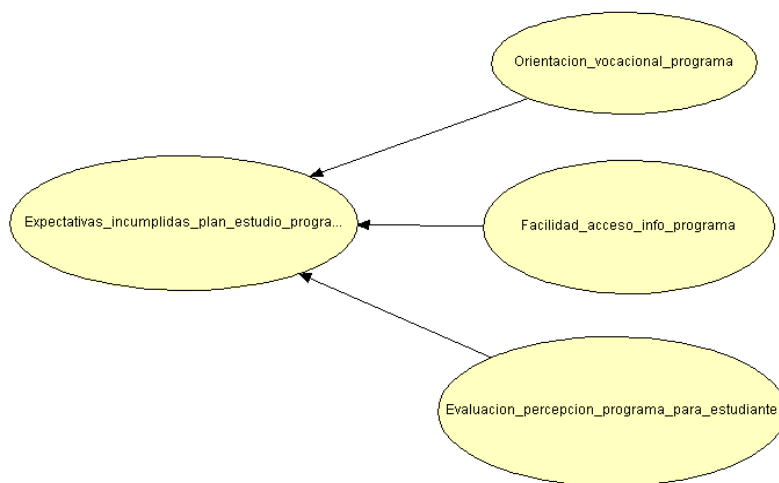 Orientacion_vocacional_programa
Expectativas_incumplidas_plan_estudio_progra...
Facilidad_acceso_info_programa
Evaluacion_percepcion_programa_para_estudiante